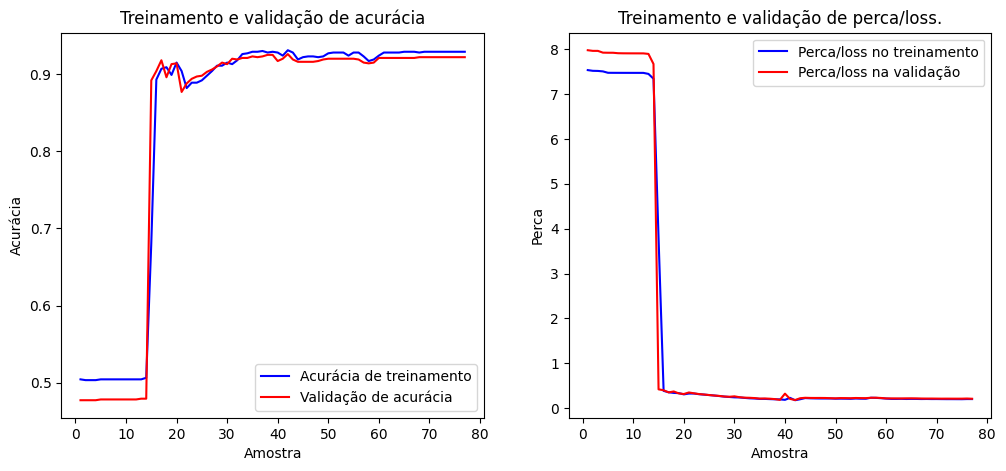 Treinamento e validação de acurácia
Acurácia
0.9
0.8
0.7
0.6
0.5
0 10 20 30 40 50 60 70 80
Amostra
Acurácia de treinamento
Validação de acurácia
Treinamento e validação de perca/loss.
Perca
8
7
6
5
4
3
2
1
0
0 10 20 30 40 50 60 70 80
Amostra
Perca/loss no treinamento
Perca/loss na validação